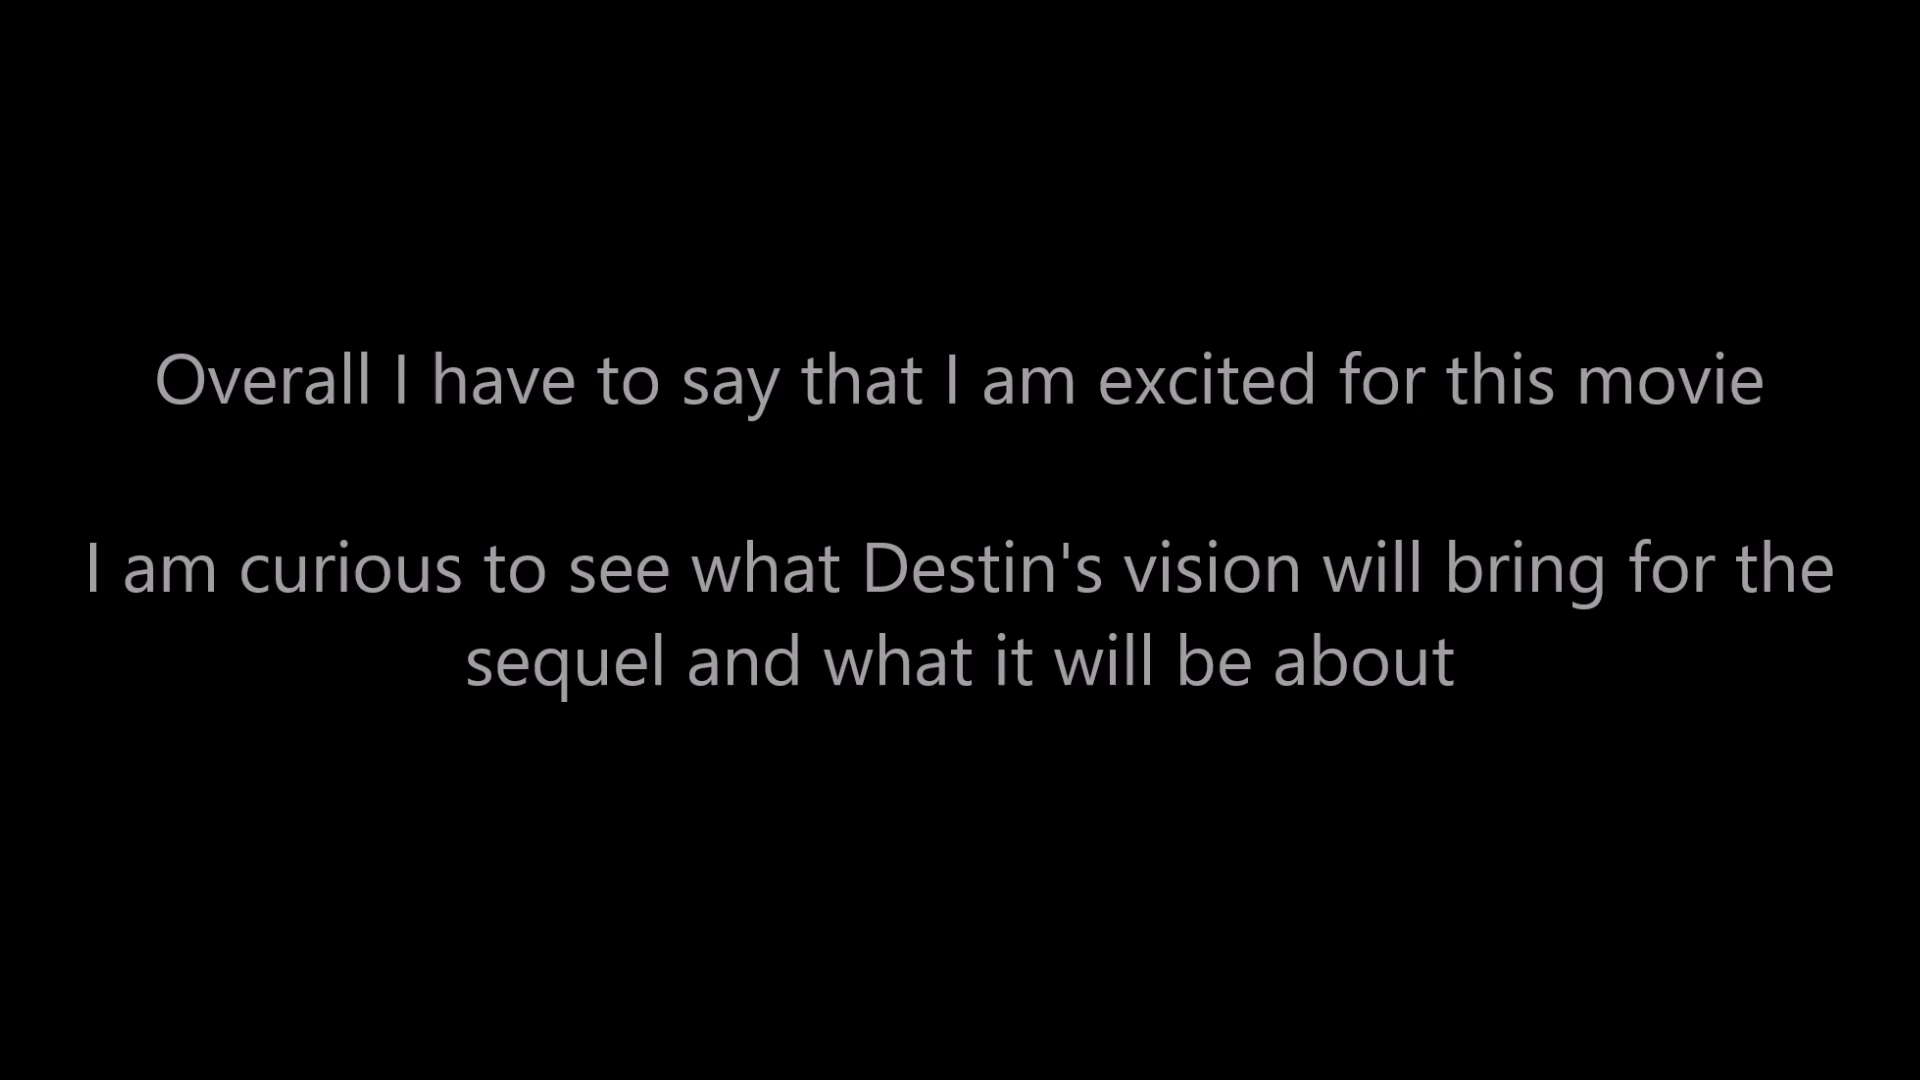 Overall I have to say that I am excited for this movie
I am curious to see what Destin's vision will bring for the
sequel and what it will be about